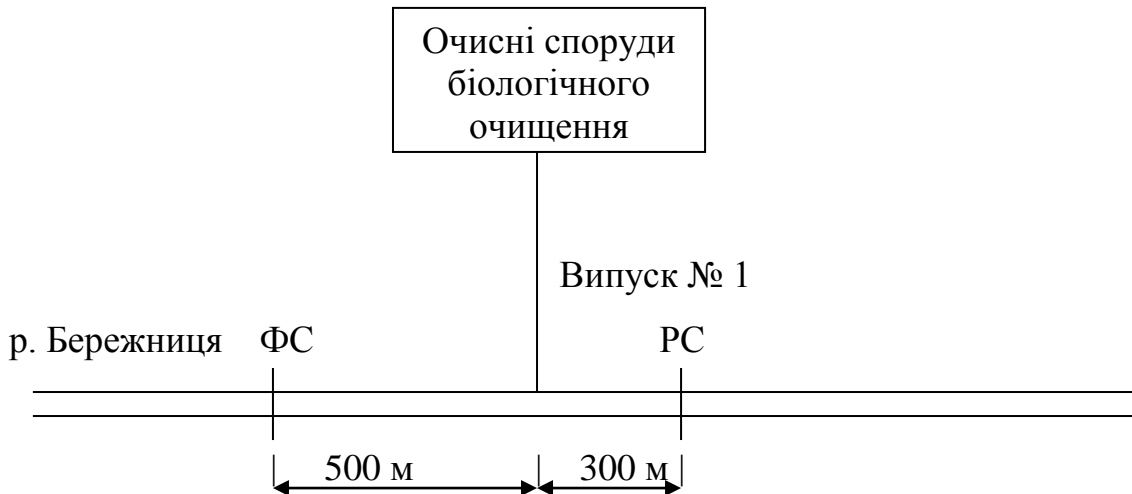 Очисні споруди
біологічного
очищення
Випуск № 1
р. Бережниця ФС РС
500 м 300 м